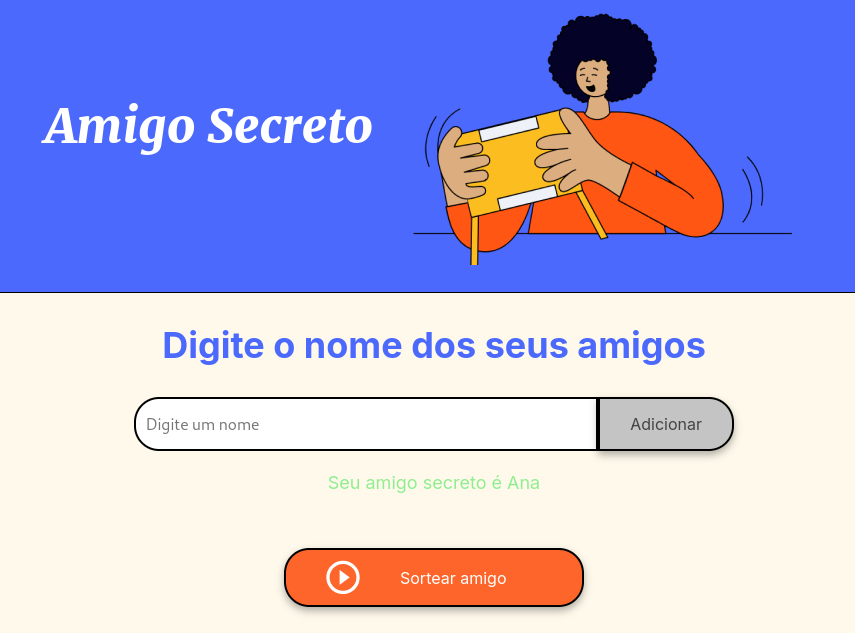 Amigo Secreto
Digite o nome dos seus amigos
Digite um nome
Adicionar
Seu amigo secreto é Ana
Sortear amigo